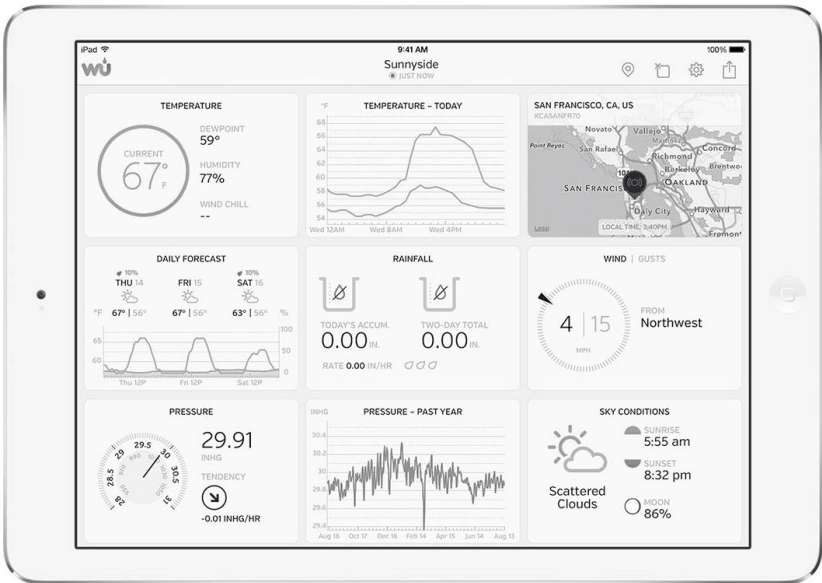 iPad
9:41 AM
100%
wu
Sunnyside
JUST NOW
TEMPERATURE
CURRENT
67°
F
DEWPOINT
59°
HUMIDITY
77%
WIND CHILL
--
TEMPERATURE – TODAY
°F
68
66
64
62
60
58
56
54
Wed 12AM Wed 8AM Wed 4PM
SAN FRANCISCO, CA, US
KCASANFR70
Novato
Vallejo
Point Reyes
San Rafael
Martinez
Concord
Richmond
Berkeley
Brentwo
101
SAN FRANCIS
OAKLAND
Daly City
Hayward
Legal
LOCAL TIME: 3:40PM
Fremont
DAILY FORECAST
10% 10%
THU 14 FRI 15 SAT 16
°F 67° | 56° 67° | 56° 63° | 56° %
65
60
100
50
0
Thu 12P Fri 12P Sat 12P
RAINFALL
TODAY'S ACCUM.
0.00 IN.
TWO-DAY TOTAL
0.00 IN.
RATE 0.00 IN/HR
WIND | GUSTS
4 | 15
MPH
FROM
Northwest
PRESSURE
28
28.5
29
29.5
30
30.5
31
29.91
INHG
TENDENCY
-0.01 INHG/HR
PRESSURE – PAST YEAR
INHG
30.4
30.2
30
29.8
29.6
29.4
Aug 18 Oct 17 Dec 16 Feb 14 Apr 15 Jun 14 Aug 13
SKY CONDITIONS
Scattered
Clouds
SUNRISE
5:55 am
SUNSET
8:32 pm
MOON
86%